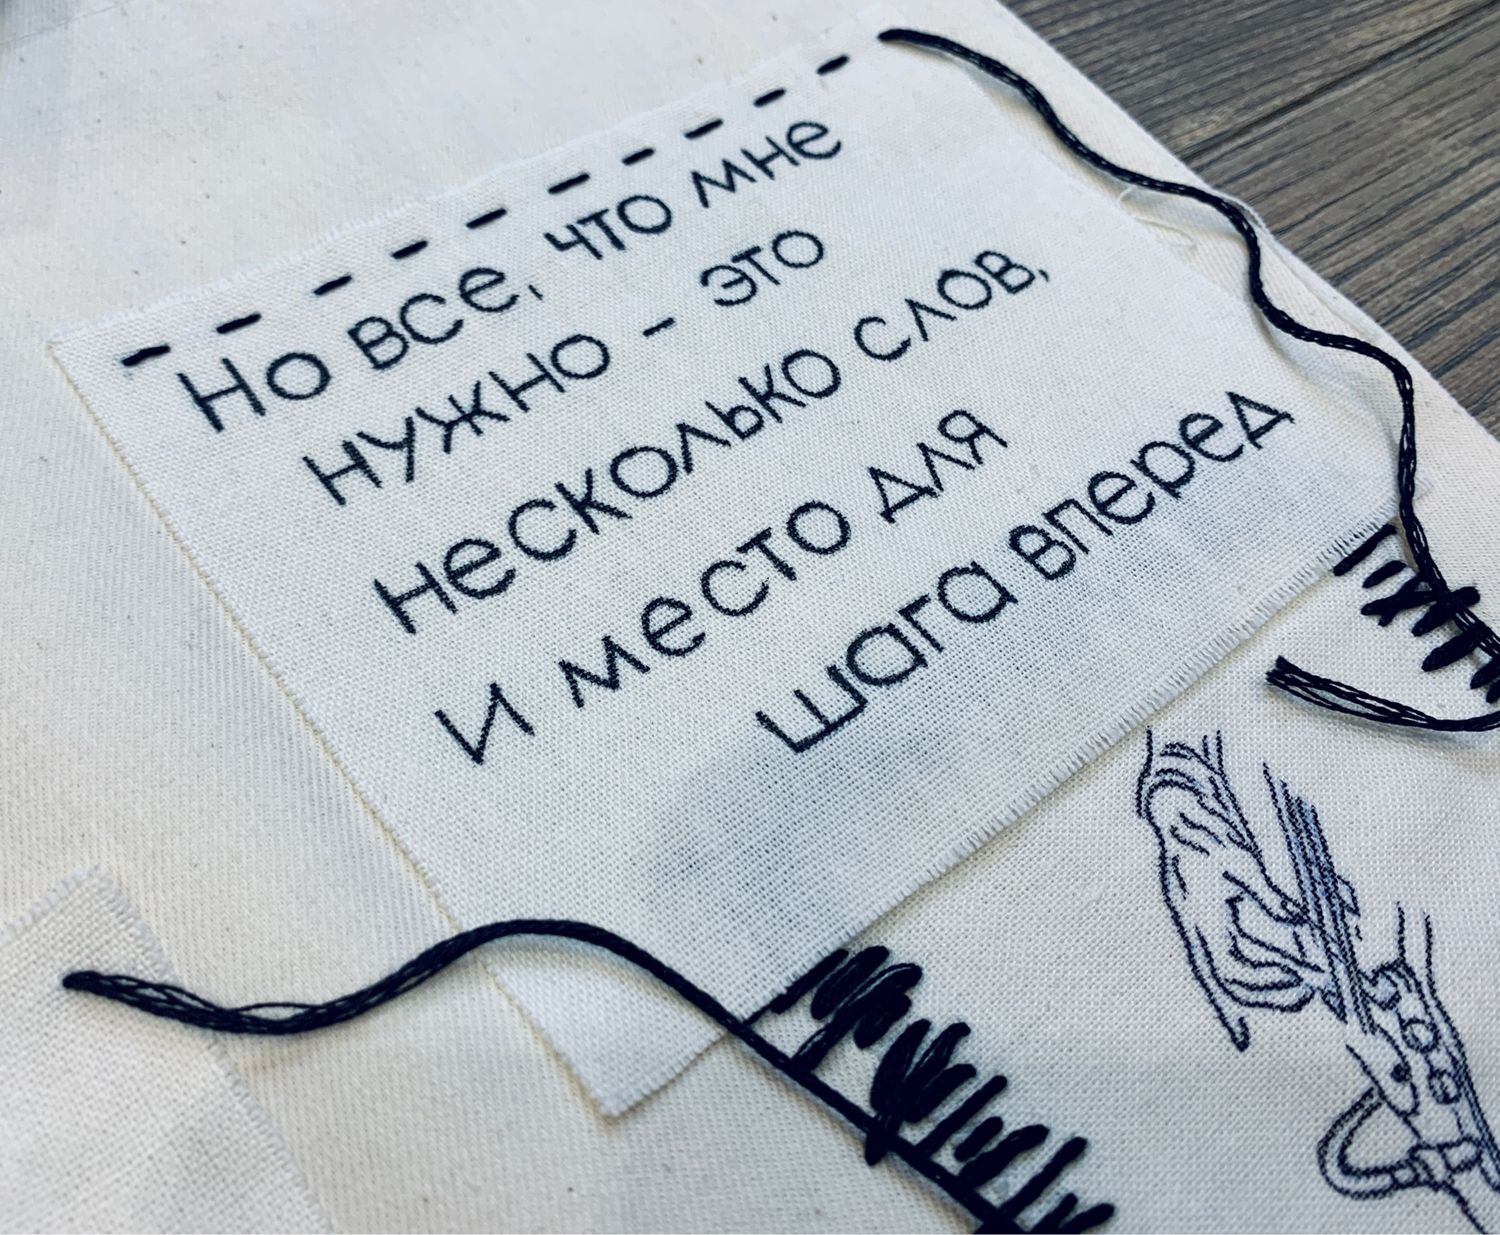 Но все, что мне
нужно - это
несколько слов,
И место для
шага вперед